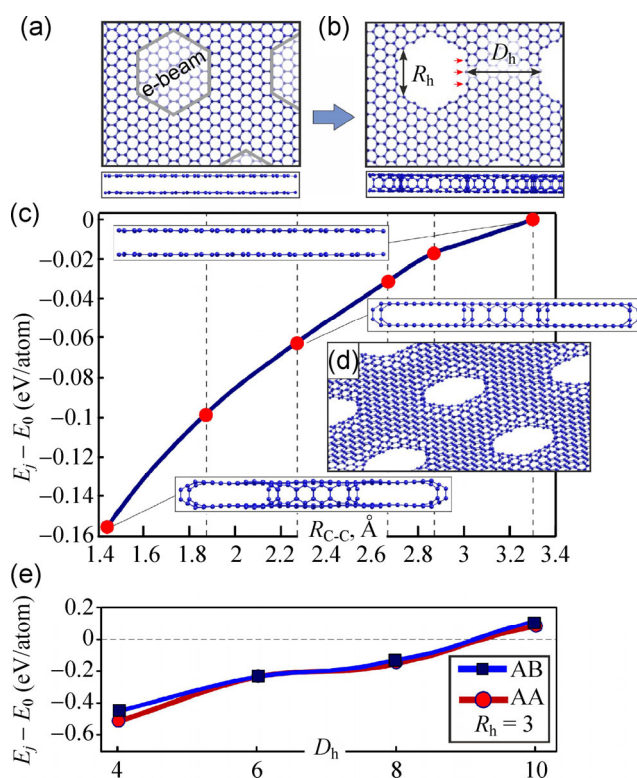 (a)
(b)
e-beam
R_h
D_h
(c)
E_j – E_0 (eV/atom)
0
–0.02
–0.04
–0.06
–0.08
–0.1
–0.12
–0.14
–0.16
(d)
1.4 1.6 1.8 2 2.2 2.4 2.6 2.8 3 3.2 3.4
R_C-C, Å
(e)
E_j – E_0 (eV/atom)
0.2
0
–0.2
–0.4
–0.6
AB
AA
R_h = 3
4 6 8 10
D_h